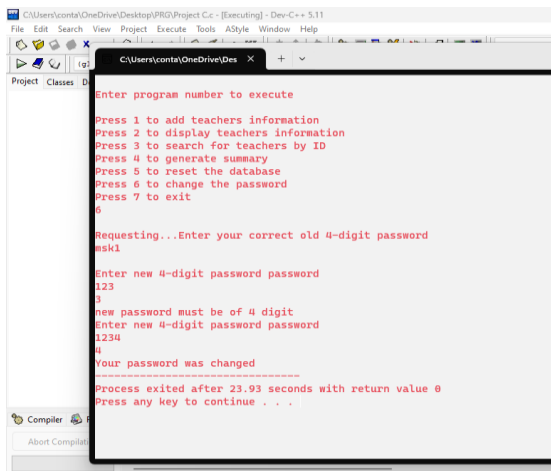 C:\Users\conta\OneDrive\Desktop\PRG\Project C.c - [Executing] - Dev-C++ 5.11
File Edit Search View Project Execute Tools AStyle Window Help
C:\Users\conta\OneDrive\Des
Project Classes
Enter program number to execute
Press 1 to add teachers information
Press 2 to display teachers information
Press 3 to search for teachers by ID
Press 4 to generate summary
Press 5 to reset the database
Press 6 to change the password
Press 7 to exit
6
Requesting...Enter your correct old 4-digit password
msk1
Enter new 4-digit password password
123
3
new password must be of 4 digit
Enter new 4-digit password password
1234
4
Your password was changed
--------------------------------
Process exited after 23.93 seconds with return value 0
Press any key to continue . . .
Compiler
Abort Compilati